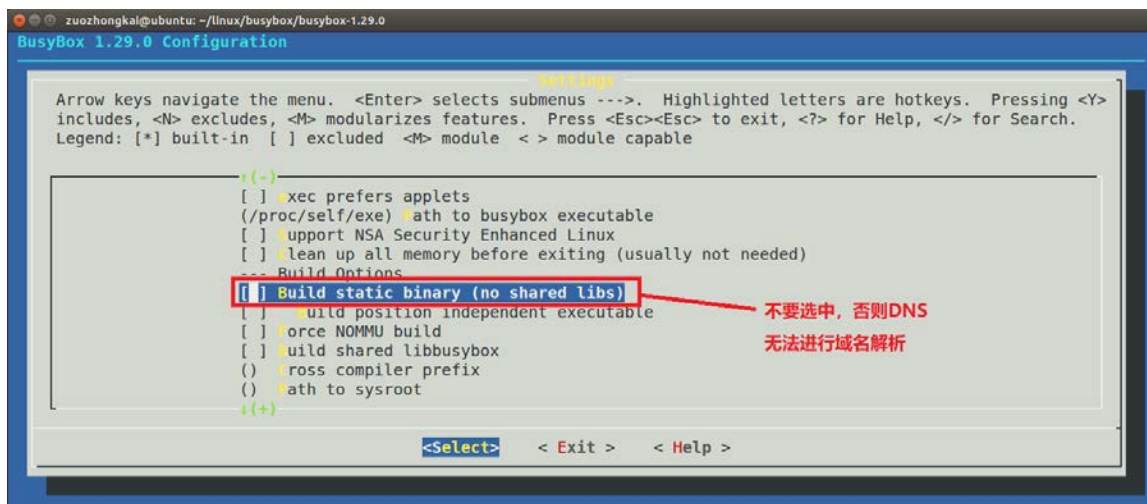 zuozhongkai@ubuntu: ~/linux/busybox/busybox-1.29.0
BusyBox 1.29.0 Configuration
Settings
Arrow keys navigate the menu.  <Enter> selects submenus --->.  Highlighted letters are hotkeys.  Pressing <Y>
includes, <N> excludes, <M> modularizes features.  Press <Esc><Esc> to exit, <?> for Help, </> for Search.
Legend: [*] built-in  [ ] excluded  <M> module  < > module capable
↑(-)
[ ] exec prefers applets
(/proc/self/exe) Path to busybox executable
[ ] Support NSA Security Enhanced Linux
[ ] Clean up all memory before exiting (usually not needed)
--- Build Options
[ ] Build static binary (no shared libs)
[ ]   Build position independent executable
[ ] Force NOMMU build
[ ] Build shared libbusybox
()  Cross compiler prefix
()  Path to sysroot
↓(+)
不要选中，否则DNS
无法进行域名解析
<Select>    < Exit >    < Help >